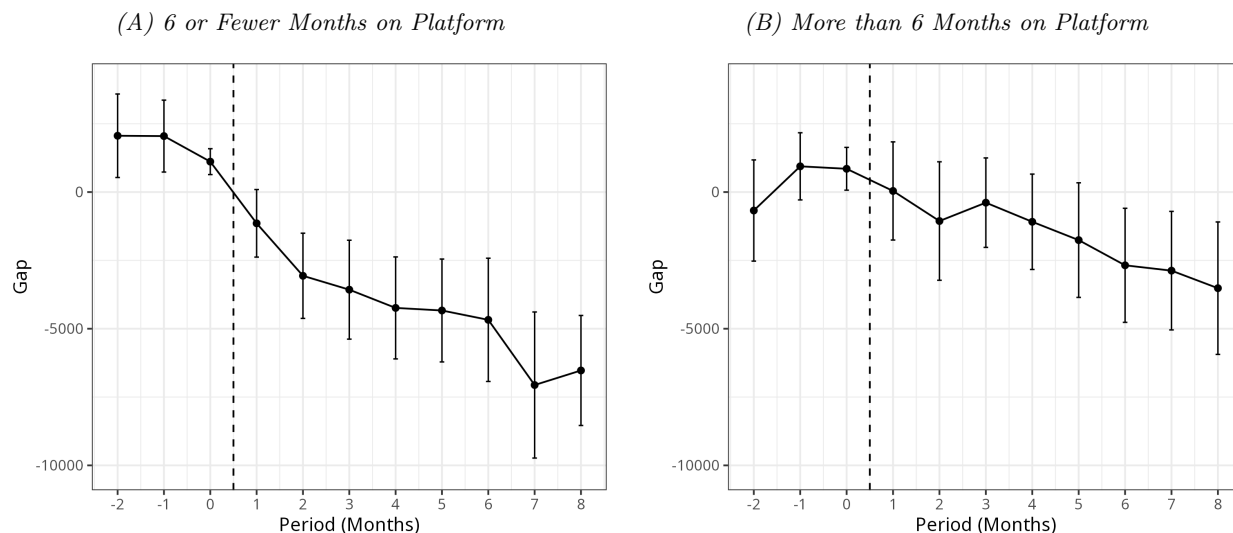 (A) 6 or Fewer Months on Platform
0
-5000
-10000
Gap
-2 -1 0 1 2 3 4 5 6 7 8
Period (Months)
(B) More than 6 Months on Platform
0
-5000
-10000
Gap
-2 -1 0 1 2 3 4 5 6 7 8
Period (Months)